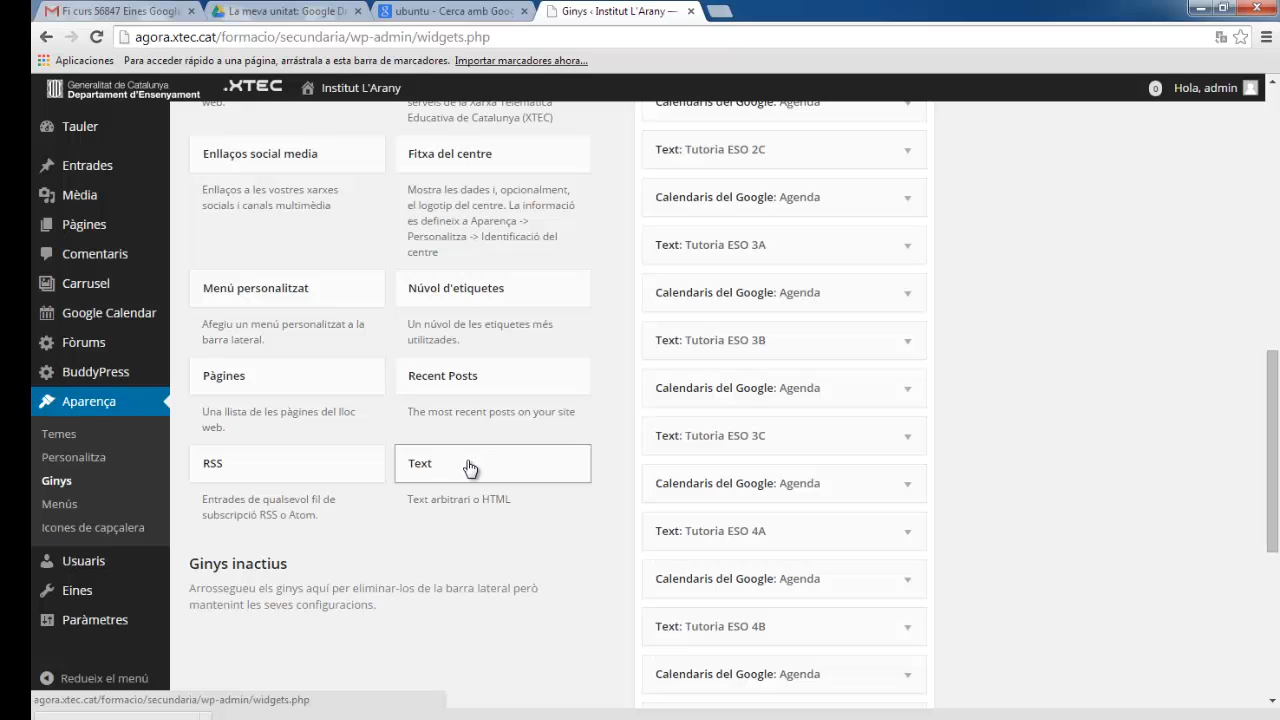 Fi curs 56847 Eines Google
La meva unitat: Google D
ubuntu - Cerca amb Goog
Ginys ‹ Institut L'Arany —
agora.xtec.cat/formacio/secundaria/wp-admin/widgets.php
Aplicaciones
Para acceder rápido a una página, arrástrala a esta barra de marcadores.
Importar marcadores ahora...
Generalitat de Catalunya
Departament d'Ensenyament
.XTEC
Institut L'Arany
0
Hola, admin
Tauler
Entrades
Mèdia
Pàgines
Comentaris
Carrusel
Google Calendar
Fòrums
BuddyPress
Aparença
Temes
Personalitza
Ginys
Menús
Icones de capçalera
Usuaris
Eines
Paràmetres
Redueix el menú
web.
serveis de la Xarxa Telemàtica
Educativa de Catalunya (XTEC)
Enllaços social media
Enllaços a les vostres xarxes
socials i canals multimèdia
Fitxa del centre
Mostra les dades i, opcionalment,
el logotip del centre. La informació
es defineix a Aparença ->
Personalitza -> Identificació del
centre
Menú personalitzat
Afegiu un menú personalitzat a la
barra lateral.
Núvol d'etiquetes
Un núvol de les etiquetes més
utilitzades.
Pàgines
Una llista de les pàgines del lloc
web.
Recent Posts
The most recent posts on your site
RSS
Entrades de qualsevol fil de
subscripció RSS o Atom.
Text
Text arbitrari o HTML
Ginys inactius
Arrossegueu els ginys aquí per eliminar-los de la barra lateral però
mantenint les seves configuracions.
Calendaris del Google: Agenda
Text: Tutoria ESO 2C
Calendaris del Google: Agenda
Text: Tutoria ESO 3A
Calendaris del Google: Agenda
Text: Tutoria ESO 3B
Calendaris del Google: Agenda
Text: Tutoria ESO 3C
Calendaris del Google: Agenda
Text: Tutoria ESO 4A
Calendaris del Google: Agenda
Text: Tutoria ESO 4B
Calendaris del Google: Agenda
agora.xtec.cat/formacio/secundaria/wp-admin/widgets.php